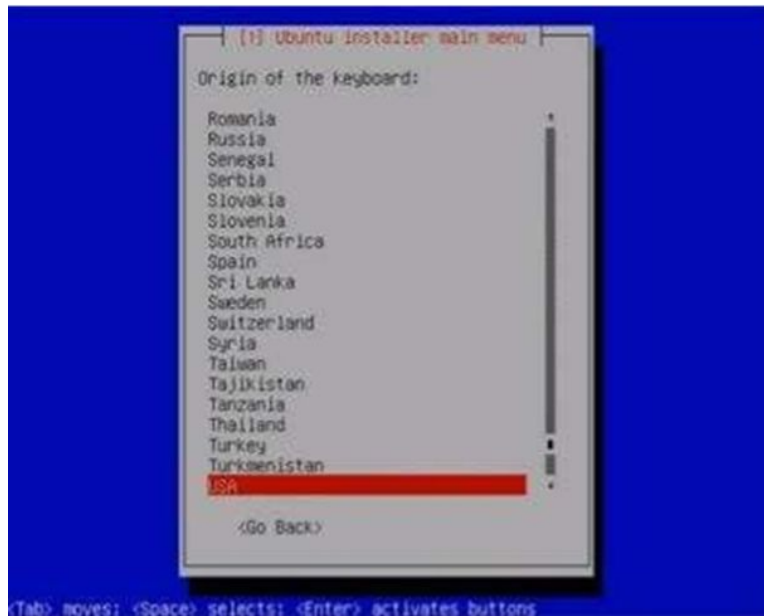 [!] Ubuntu installer main menu
Origin of the keyboard:
Romania
Russia
Senegal
Serbia
Slovakia
Slovenia
South Africa
Spain
Sri Lanka
Sweden
Switzerland
Syria
Taiwan
Tajikistan
Tanzania
Thailand
Turkey
Turkmenistan
USA
<Go Back>
<Tab> moves; <Space> selects; <Enter> activates buttons